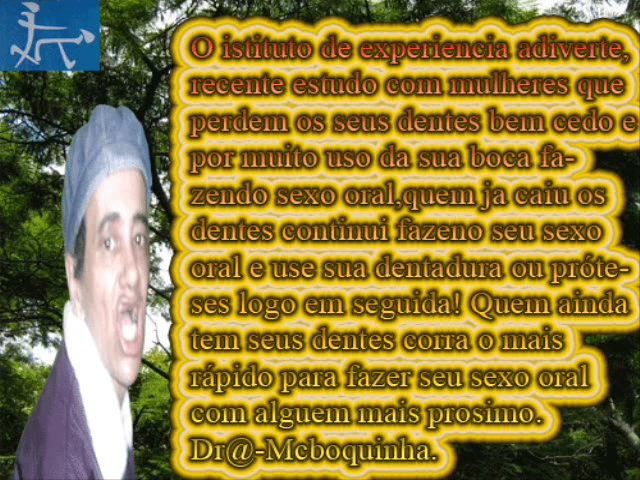 O istituto de experiencia adiverte,
recente estudo com mulheres que
perdem os seus dentes bem cedo e
por muito uso da sua boca fa-
zendo sexo oral,quem ja caiu os
dentes continui fazeno seu sexo
oral e use sua dentadura ou próte-
ses logo em seguida! Quem ainda
tem seus dentes corra o mais
rápido para fazer seu sexo oral
com alguem mais prosimo.
Dr@-Mcboquinha.